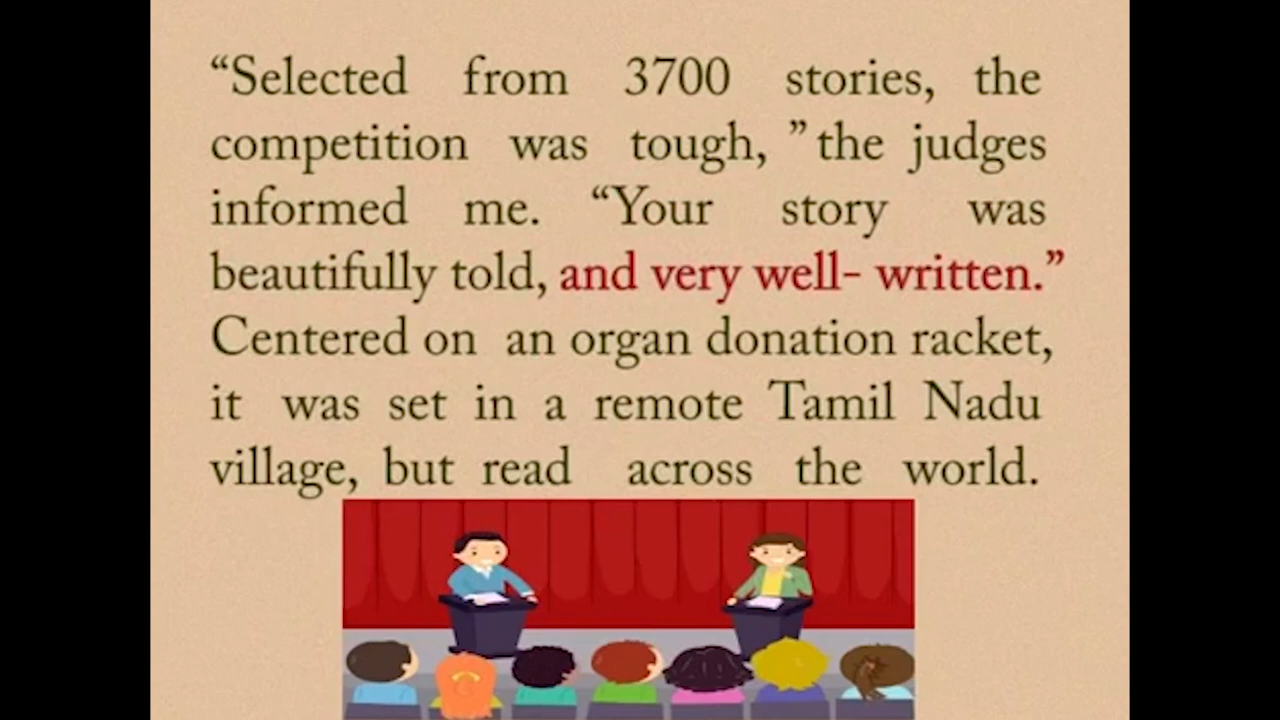 “Selected from 3700 stories, the
competition was tough, ” the judges
informed me. “Your story was
beautifully told, and very well- written.”
Centered on an organ donation racket,
it was set in a remote Tamil Nadu
village, but read across the world.